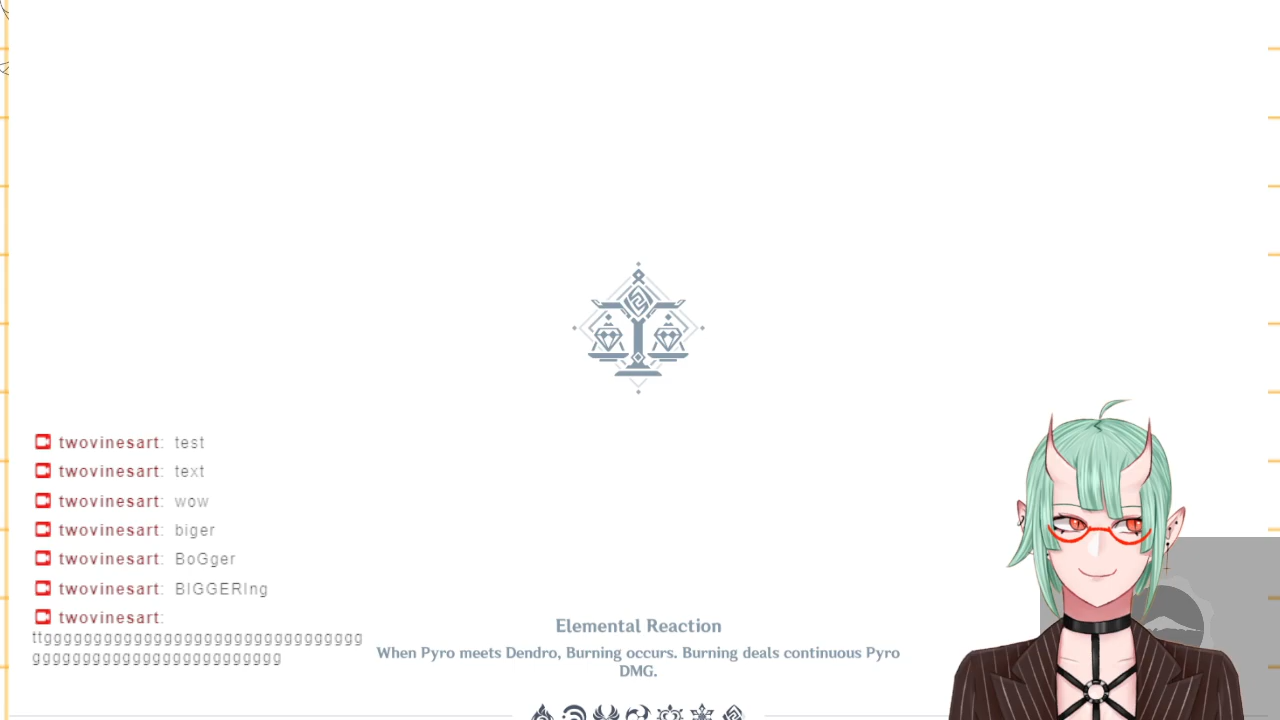 twovinesart: test
twovinesart: text
twovinesart: wow
twovinesart: biger
twovinesart: BoGger
twovinesart: BIGGERIng
twovinesart:
ttgggggggggggggggggggggggggggggggg
ggggggggggggggggggggggggg
Elemental Reaction
When Pyro meets Dendro, Burning occurs. Burning deals continuous Pyro
DMG.